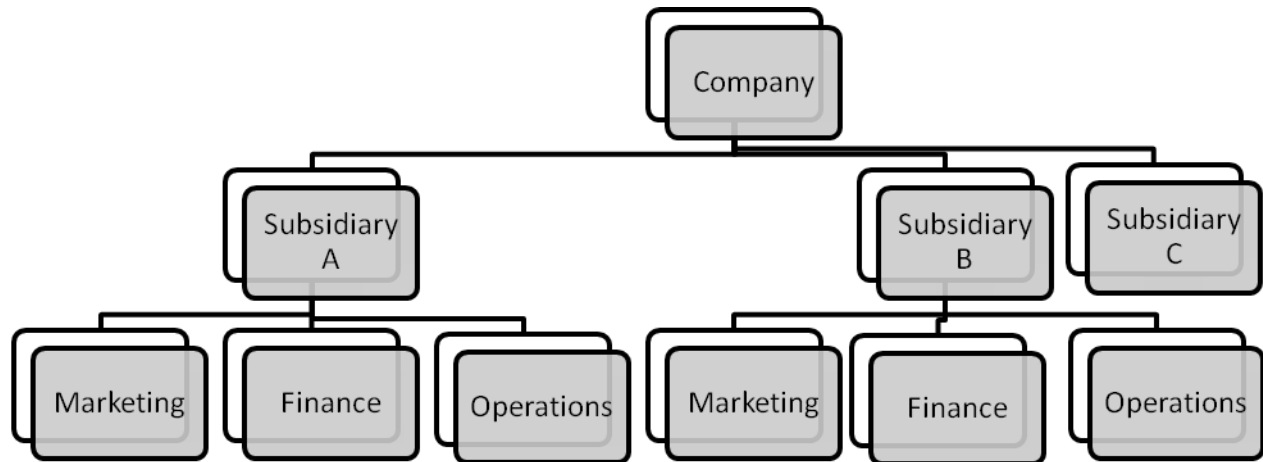 Company
Subsidiary
A
Subsidiary
B
Subsidiary
C
Marketing
Finance
Operations
Marketing
Finance
Operations